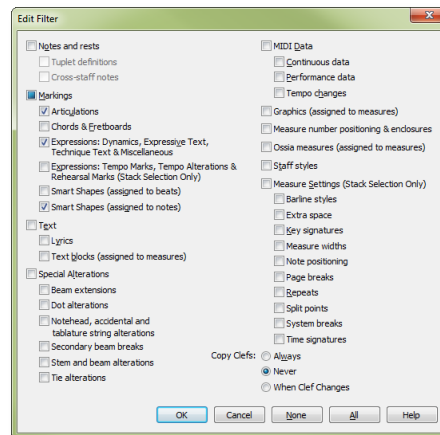 Edit Filter
Notes and rests
Tuplet definitions
Cross-staff notes
Markings
Articulations
Chords & Fretboards
Expressions: Dynamics, Expressive Text,
Technique Text & Miscellaneous
Expressions: Tempo Marks, Tempo Alterations &
Rehearsal Marks (Stack Selection Only)
Smart Shapes (assigned to beats)
Smart Shapes (assigned to notes)
Text
Lyrics
Text blocks (assigned to measures)
Special Alterations
Beam extensions
Dot alterations
Notehead, accidental and
tablature string alterations
Secondary beam breaks
Stem and beam alterations
Tie alterations
MIDI Data
Continuous data
Performance data
Tempo changes
Graphics (assigned to measures)
Measure number positioning & enclosures
Ossia measures (assigned to measures)
Staff styles
Measure Settings (Stack Selection Only)
Barline styles
Extra space
Key signatures
Measure widths
Note positioning
Page breaks
Repeats
Split points
System breaks
Time signatures
Copy Clefs: Always
Never
When Clef Changes
OK Cancel None All Help